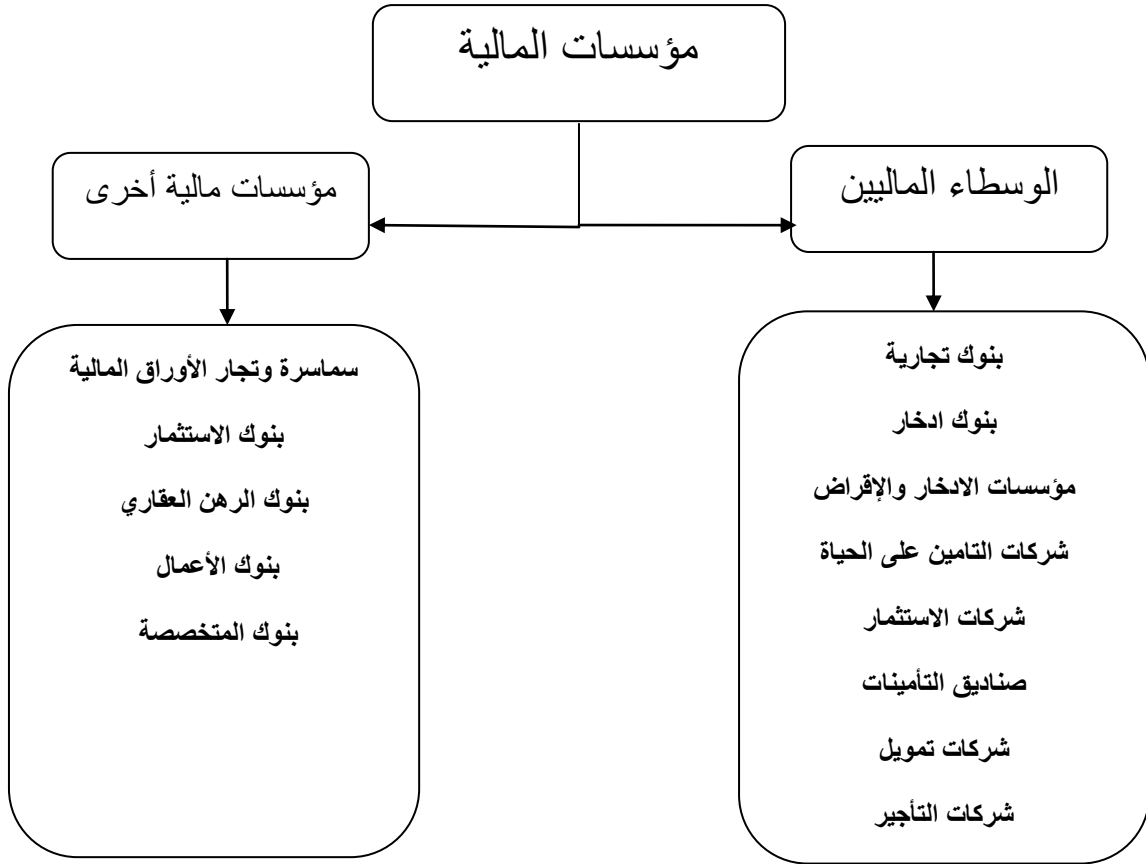 مؤسسات المالية
الوسطاء الماليين
مؤسسات مالية أخرى
بنوك تجارية
بنوك ادخار
مؤسسات الادخار والإقراض
شركات التامين على الحياة
شركات الاستثمار
صناديق التأمينات
شركات تمويل
شركات التأجير
سماسرة وتجار الأوراق المالية
بنوك الاستثمار
بنوك الرهن العقاري
بنوك الأعمال
بنوك المتخصصة